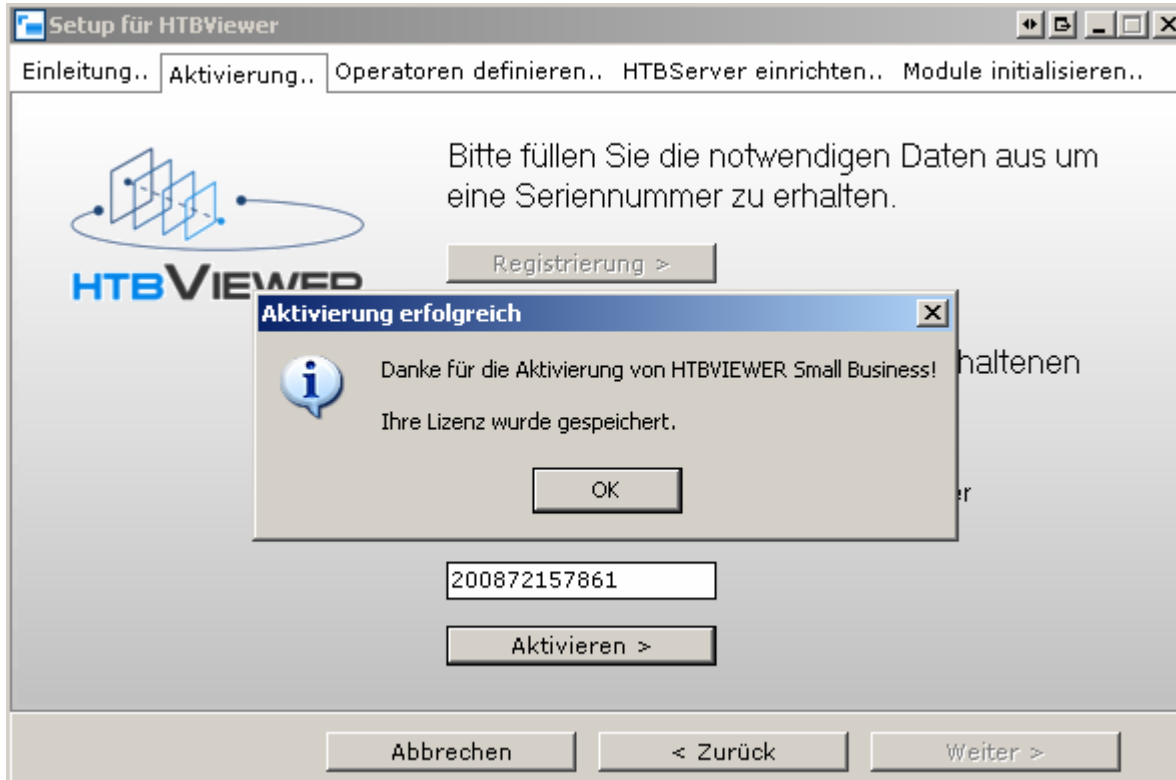 Setup für HTBViewer
Einleitung.. Aktivierung.. Operatoren definieren.. HTBServer einrichten.. Module initialisieren..
Bitte füllen Sie die notwendigen Daten aus um
eine Seriennummer zu erhalten.
Registrierung >
HTBVIEWER
Aktivierung erfolgreich
Danke für die Aktivierung von HTBVIEWER Small Business!
haltenen
Ihre Lizenz wurde gespeichert.
OK
200872157861
Aktivieren >
Abbrechen < Zurück Weiter >